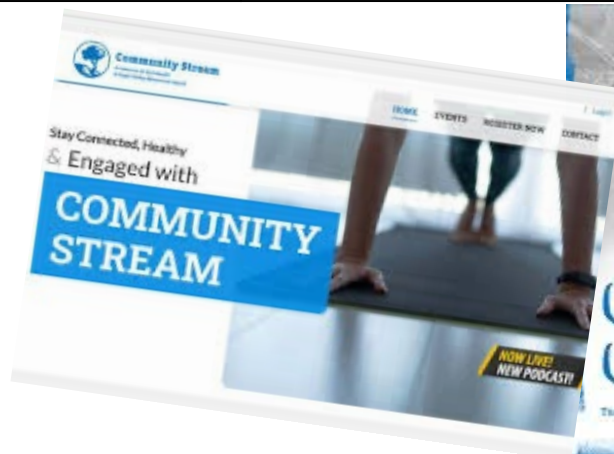 Community Stream
HOME EVENTS REGISTER NOW CONTACT
Stay Connected, Healthy
& Engaged with
COMMUNITY
STREAM
NOW LIVE!
NEW PODCAST!